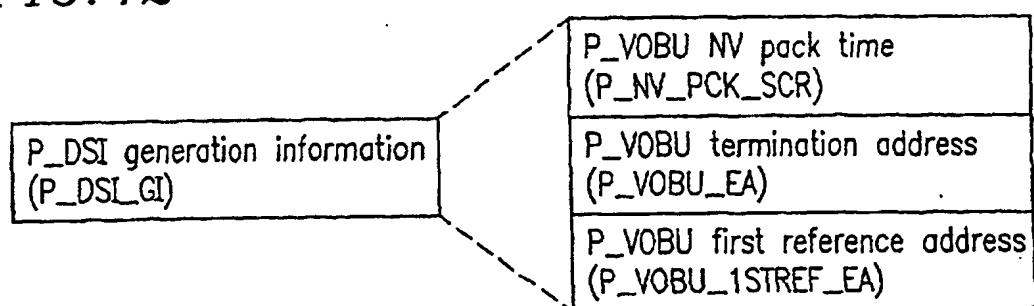 P_DSI generation information
(P_DSI_GI)
P_VOBU NV pack time
(P_NV_PCK_SCR)
P_VOBU termination address
(P_VOBU_EA)
P_VOBU first reference address
(P_VOBU_1STREF_EA)